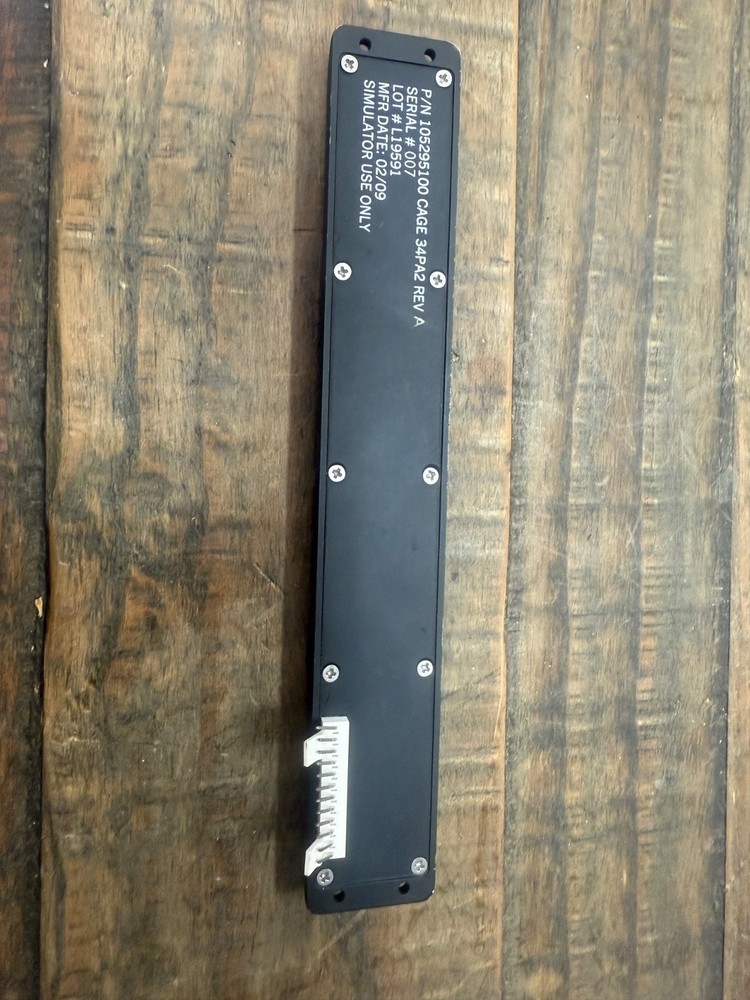 P/N 105295100 CAGE 34PA2 REV A
SERIAL # 007
LOT # L19591
MFR DATE: 02/09
SIMULATOR USE ONLY